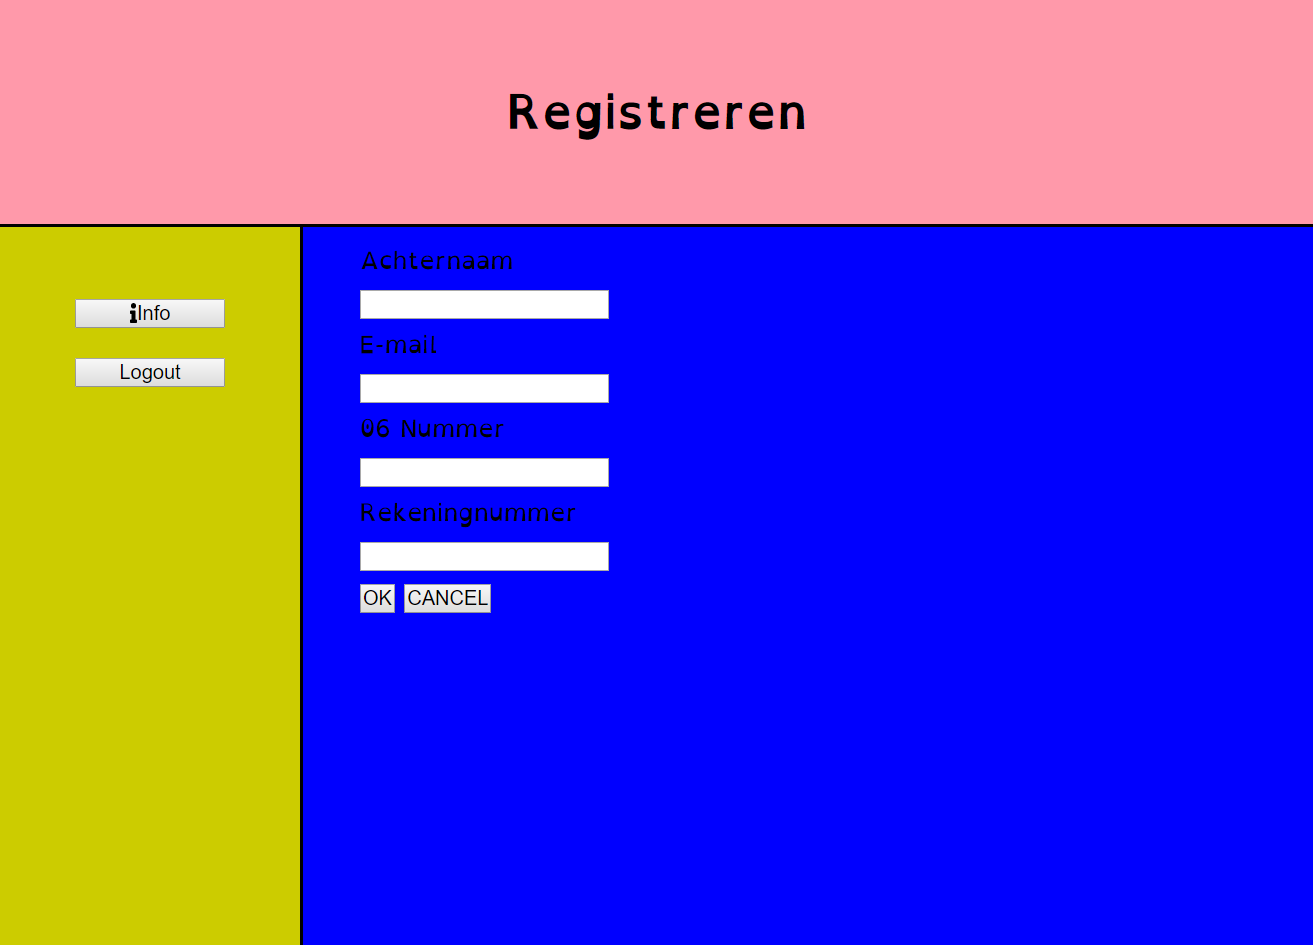 Registreren
Info
Logout
Achternaam
E-mail
06 Nummer
Rekeningnummer
OK CANCEL